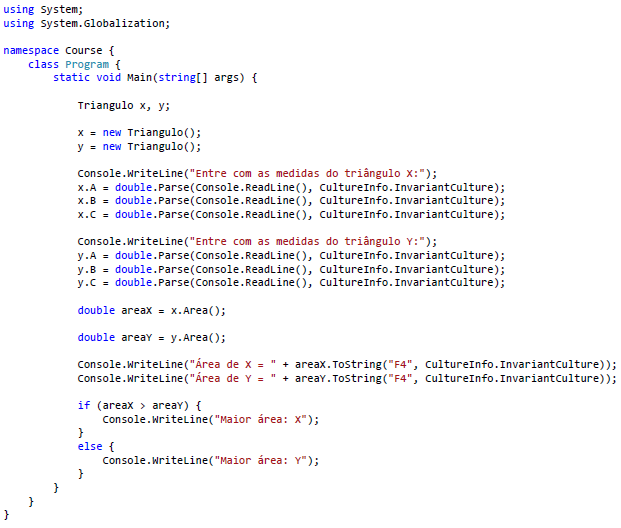 using System;
using System.Globalization;

namespace Course {
    class Program {
        static void Main(string[] args) {

            Triangulo x, y;

            x = new Triangulo();
            y = new Triangulo();

            Console.WriteLine("Entre com as medidas do triângulo X:");
            x.A = double.Parse(Console.ReadLine(), CultureInfo.InvariantCulture);
            x.B = double.Parse(Console.ReadLine(), CultureInfo.InvariantCulture);
            x.C = double.Parse(Console.ReadLine(), CultureInfo.InvariantCulture);

            Console.WriteLine("Entre com as medidas do triângulo Y:");
            y.A = double.Parse(Console.ReadLine(), CultureInfo.InvariantCulture);
            y.B = double.Parse(Console.ReadLine(), CultureInfo.InvariantCulture);
            y.C = double.Parse(Console.ReadLine(), CultureInfo.InvariantCulture);

            double areaX = x.Area();

            double areaY = y.Area();

            Console.WriteLine("Área de X = " + areaX.ToString("F4", CultureInfo.InvariantCulture));
            Console.WriteLine("Área de Y = " + areaY.ToString("F4", CultureInfo.InvariantCulture));

            if (areaX > areaY) {
                Console.WriteLine("Maior área: X");
            }
            else {
                Console.WriteLine("Maior área: Y");
            }
        }
    }
}